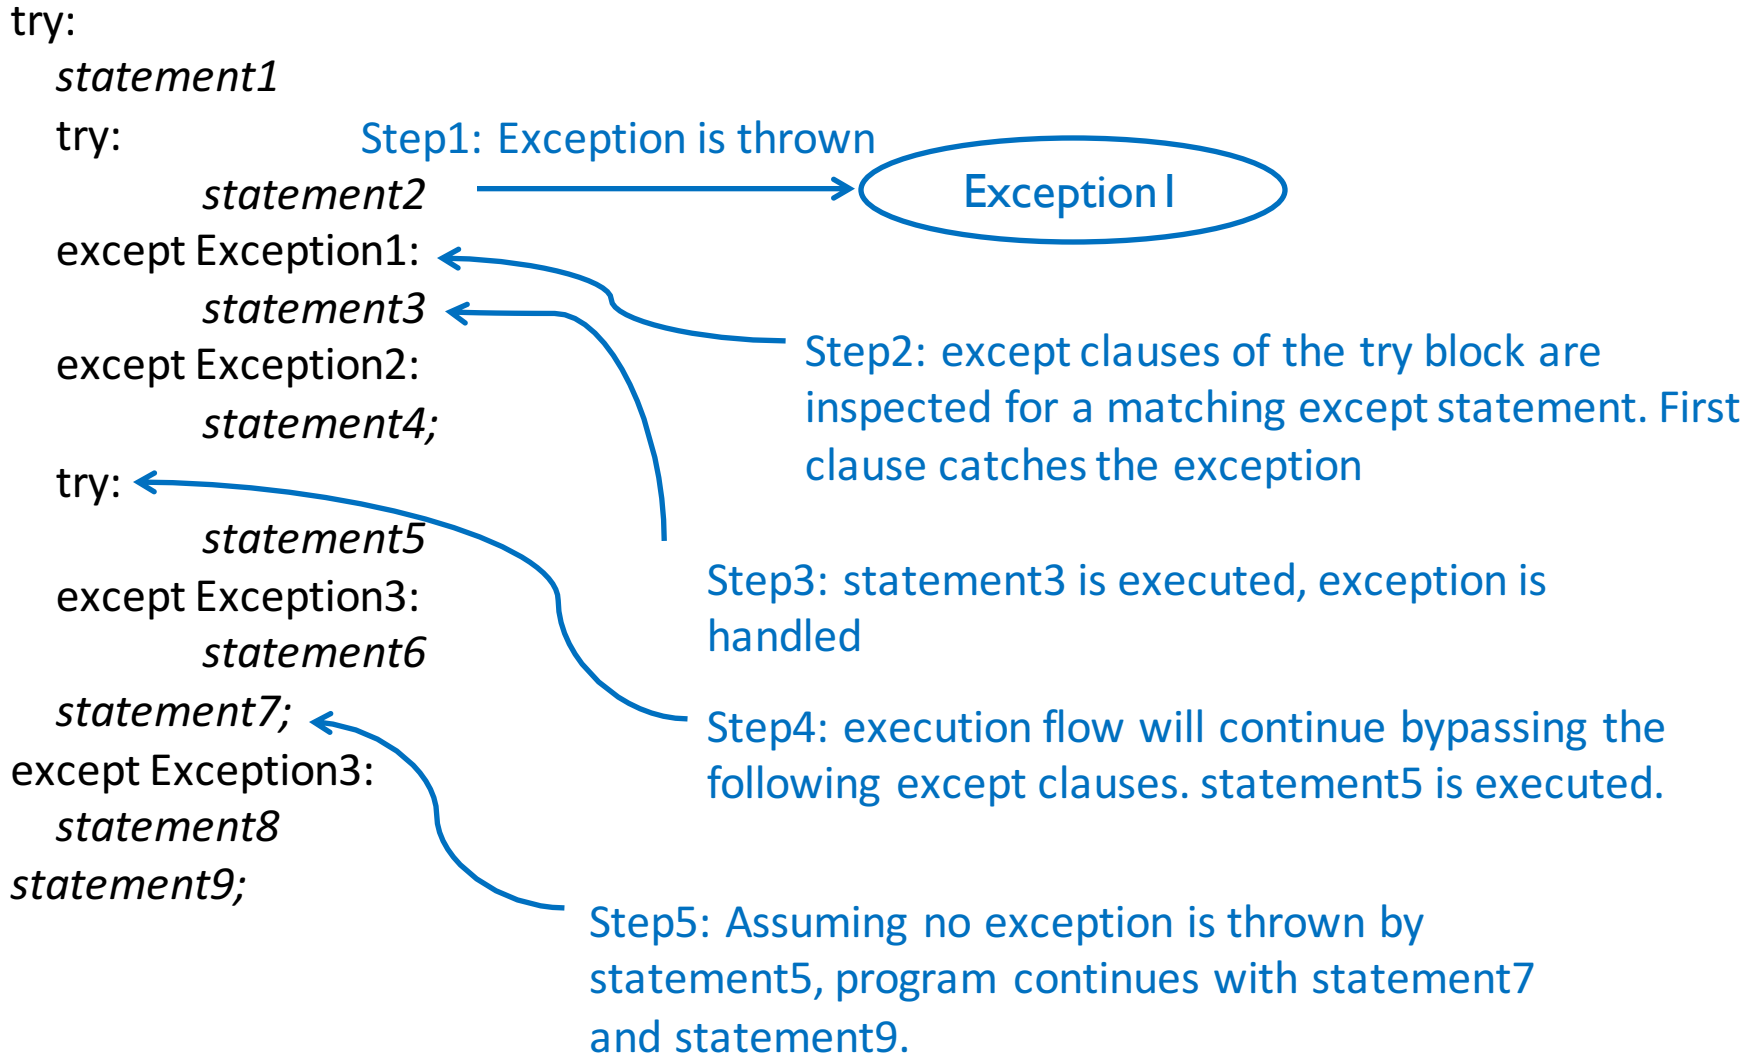 try:
statement1
try:
Step1: Exception is thrown
statement2
Exception1
except Exception1:
statement3
except Exception2:
statement4;
try:
statement5
except Exception3:
statement6
statement7;
except Exception3:
statement8
statement9;
Step2: except clauses of the try block are
inspected for a matching except statement. First
clause catches the exception
Step3: statement3 is executed, exception is
handled
Step4: execution flow will continue bypassing the
following except clauses. statement5 is executed.
Step5: Assuming no exception is thrown by
statement5, program continues with statement7
and statement9.